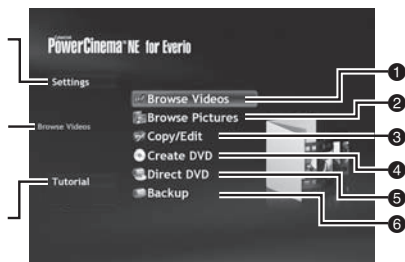 CyberLink
PowerCinema NE for Everio
Settings
Browse Videos
Tutorial
Browse Videos
Browse Pictures
Copy/Edit
Create DVD
Direct DVD
Backup
1
2
3
4
5
6